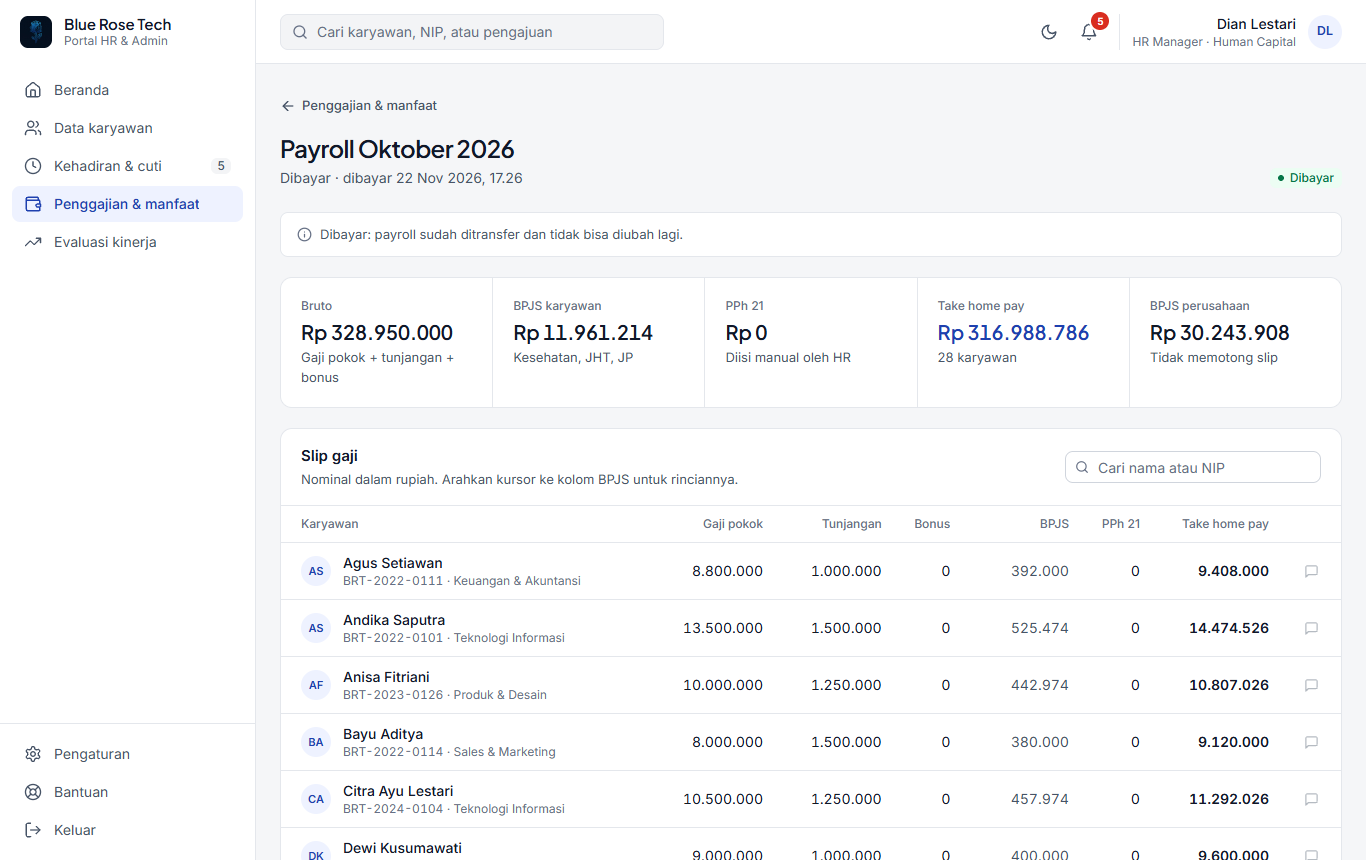 Blue Rose Tech
Portal HR & Admin
Cari karyawan, NIP, atau pengajuan
5
Dian Lestari
HR Manager · Human Capital
DL
Beranda
Data karyawan
Kehadiran & cuti 5
Penggajian & manfaat
Evaluasi kinerja
Pengaturan
Bantuan
Keluar
Penggajian & manfaat
Payroll Oktober 2026
Dibayar · dibayar 22 Nov 2026, 17.26
Dibayar
Dibayar: payroll sudah ditransfer dan tidak bisa diubah lagi.
Bruto
Rp 328.950.000
Gaji pokok + tunjangan +
bonus
BPJS karyawan
Rp 11.961.214
Kesehatan, JHT, JP
PPh 21
Rp 0
Diisi manual oleh HR
Take home pay
Rp 316.988.786
28 karyawan
BPJS perusahaan
Rp 30.243.908
Tidak memotong slip
Slip gaji
Nominal dalam rupiah. Arahkan kursor ke kolom BPJS untuk rinciannya.
Cari nama atau NIP
Karyawan Gaji pokok Tunjangan Bonus BPJS PPh 21 Take home pay
AS Agus Setiawan 8.800.000 1.000.000 0 392.000 0 9.408.000
BRT-2022-0111 · Keuangan & Akuntansi
AS Andika Saputra 13.500.000 1.500.000 0 525.474 0 14.474.526
BRT-2022-0101 · Teknologi Informasi
AF Anisa Fitriani 10.000.000 1.250.000 0 442.974 0 10.807.026
BRT-2023-0126 · Produk & Desain
BA Bayu Aditya 8.000.000 1.500.000 0 380.000 0 9.120.000
BRT-2022-0114 · Sales & Marketing
CA Citra Ayu Lestari 10.500.000 1.250.000 0 457.974 0 11.292.026
BRT-2024-0104 · Teknologi Informasi
DK Dewi Kusumawati 9.000.000 1.000.000 0 400.000 0 9.600.000